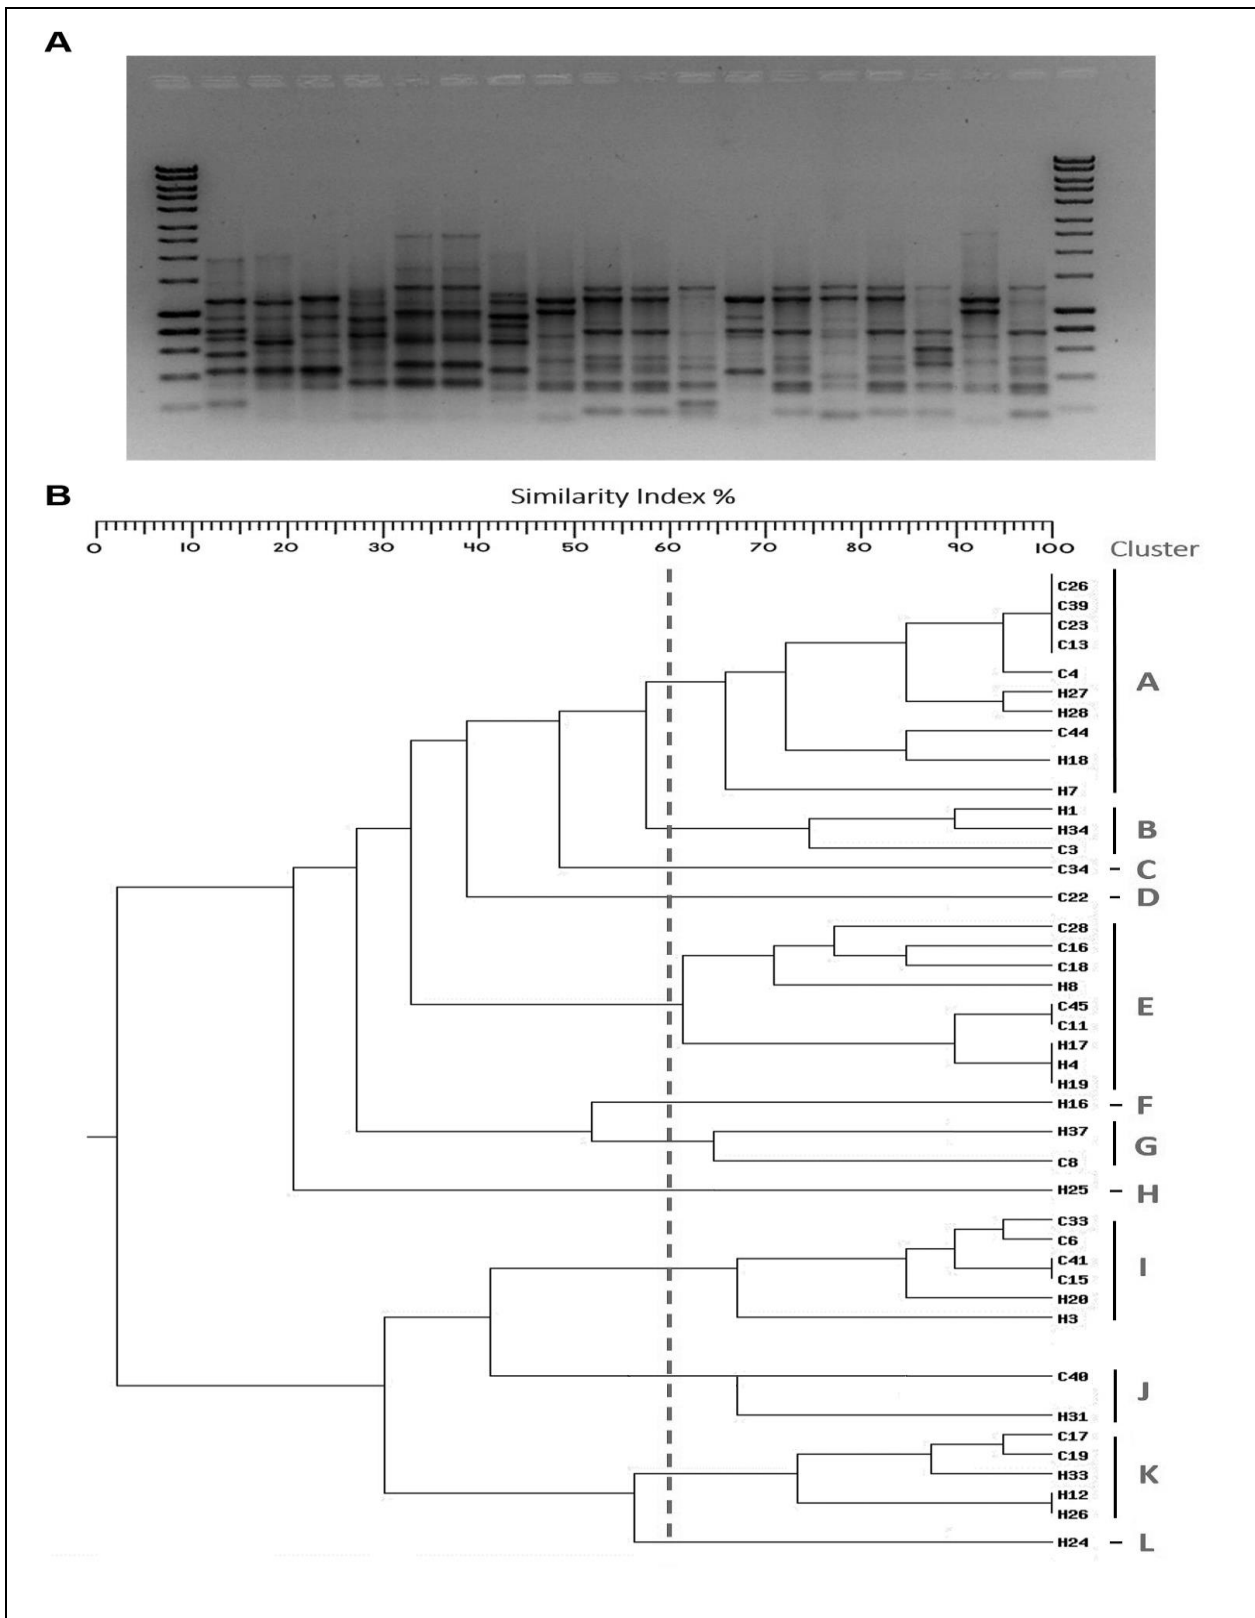 A
B
Similarity Index %
0 10 20 30 40 50 60 70 80 90 100
Cluster
C26
C39
C23
C13
C4
A
H27
H28
C44
H18
H7
H1
H34
B
C3
C34
C
C22
D
C28
C16
C18
H8
C45
E
C11
H17
H4
H19
H16
F
H37
G
C8
H25
H
C33
C6
C41
I
C15
H20
H3
C40
J
H31
C17
C19
H33
K
H12
H26
H24
L